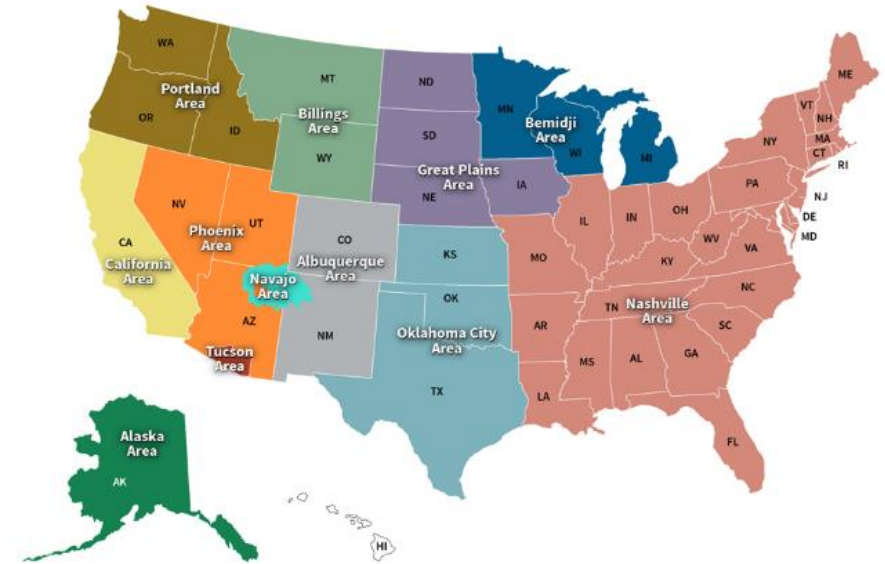 WA
Portland
Area
OR
ID
MT
Billings
Area
WY
ND
SD
Great Plains
Area
NE
IA
MN
Bemidji
Area
WI
MI
ME
VT
NH
MA
CT
RI
NY
PA
NJ
DE
MD
NV
UT
Phoenix
Area
CA
California
Area
CO
Albuquerque
Area
Navajo
Area
AZ
NM
Tucson
Area
KS
OK
Oklahoma City
Area
TX
MO
IL
IN
OH
WV
VA
KY
NC
TN
Nashville
Area
SC
AR
MS
AL
GA
LA
FL
Alaska
Area
AK
HI